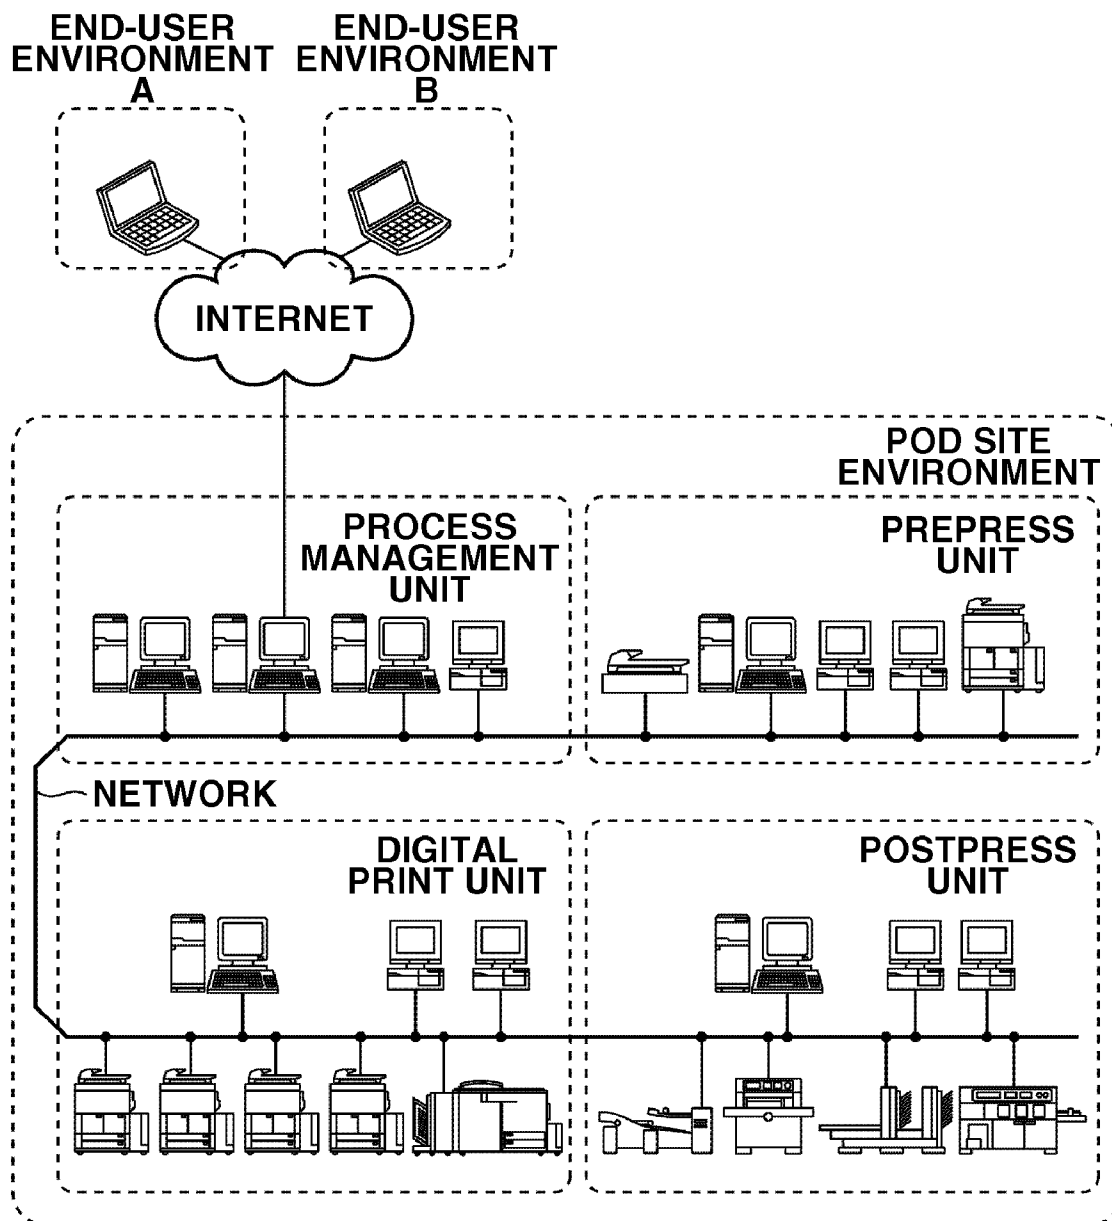 END-USER
ENVIRONMENT
A
END-USER
ENVIRONMENT
B
INTERNET
POD SITE
ENVIRONMENT
PROCESS
MANAGEMENT
UNIT
PREPRESS
UNIT
NETWORK
DIGITAL
PRINT UNIT
POSTPRESS
UNIT